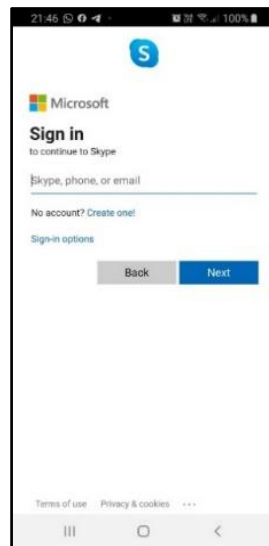 21:46 100%
S
Microsoft
Sign in
to continue to Skype
Skype, phone, or email
No account? Create one!
Sign-in options
Back Next
Terms of use Privacy & cookies ...